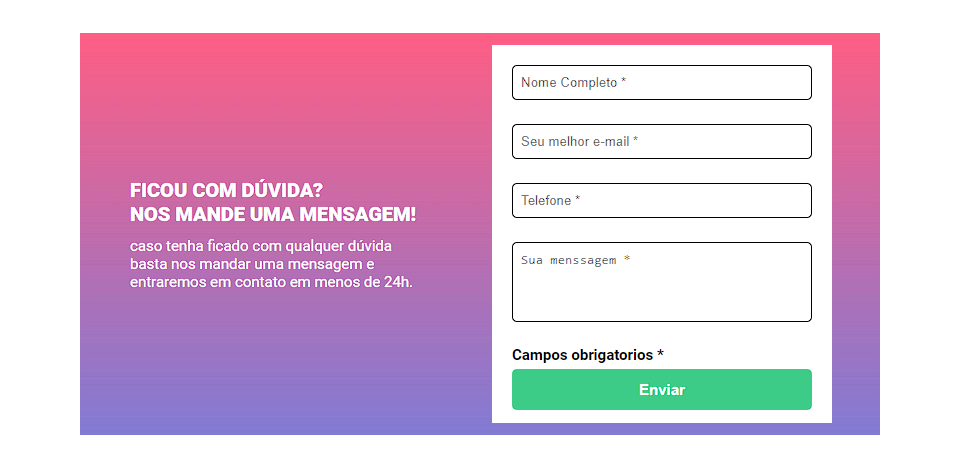 FICOU COM DÚVIDA?
NOS MANDE UMA MENSAGEM!
caso tenha ficado com qualquer dúvida
basta nos mandar uma mensagem e
entraremos em contato em menos de 24h.
Nome Completo *
Seu melhor e-mail *
Telefone *
Sua menssagem *
Campos obrigatorios *
Enviar